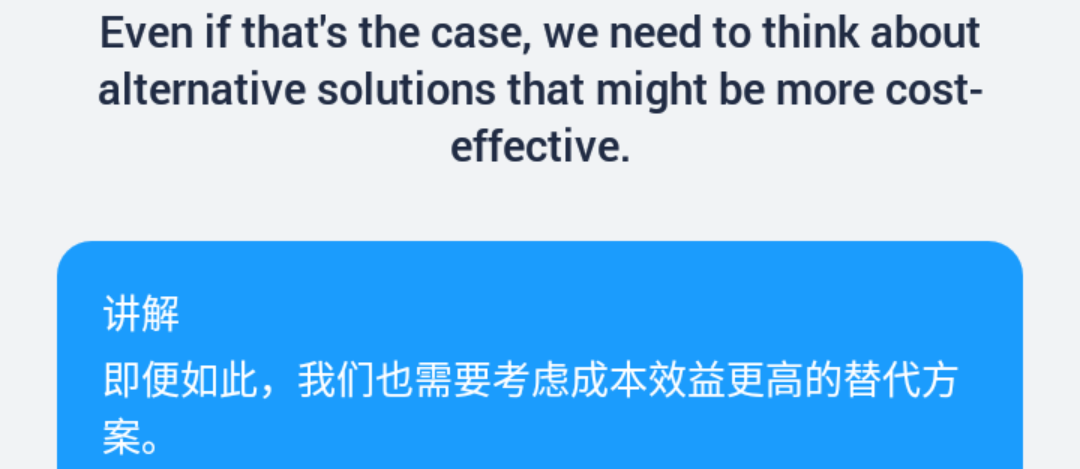 Even if that's the case, we need to think about
alternative solutions that might be more cost-
effective.
讲解
即便如此，我们也需要考虑成本效益更高的替代方
案。